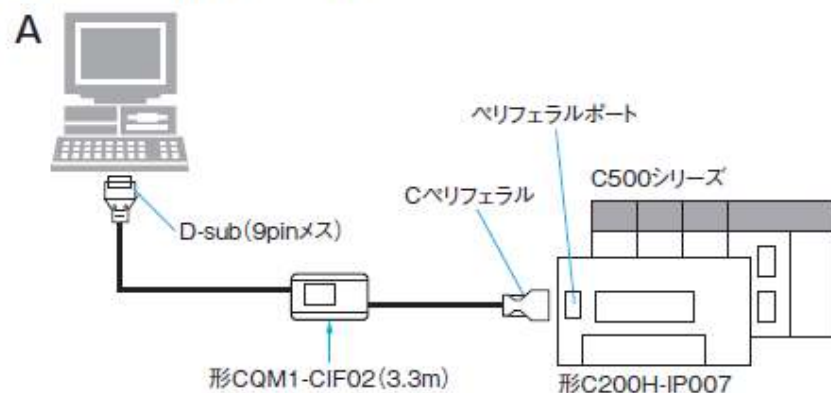 A
ペリフェラルポート
C500シリーズ
Cペリフェラル
D-sub(9pinメス)
形CQM1-CIF02(3.3m)
形C200H-IP007